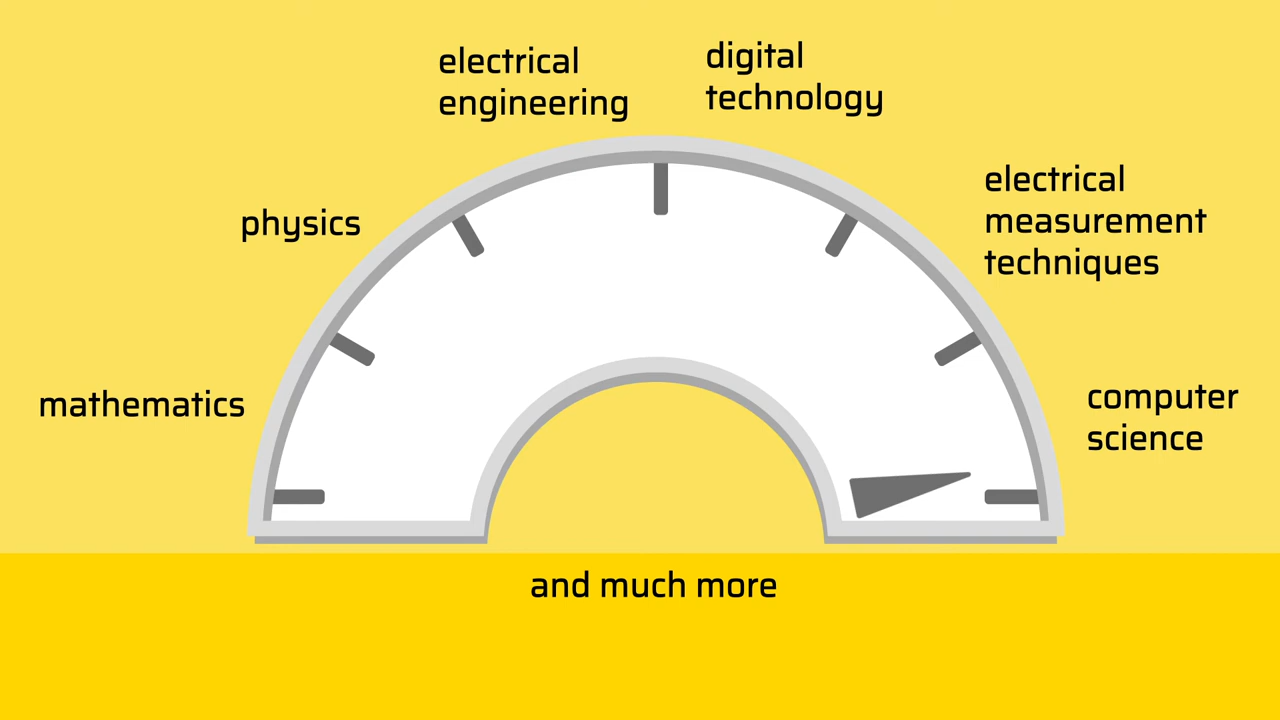 electrical
engineering
digital
technology
physics
electrical
measurement
techniques
mathematics
computer
science
and much more